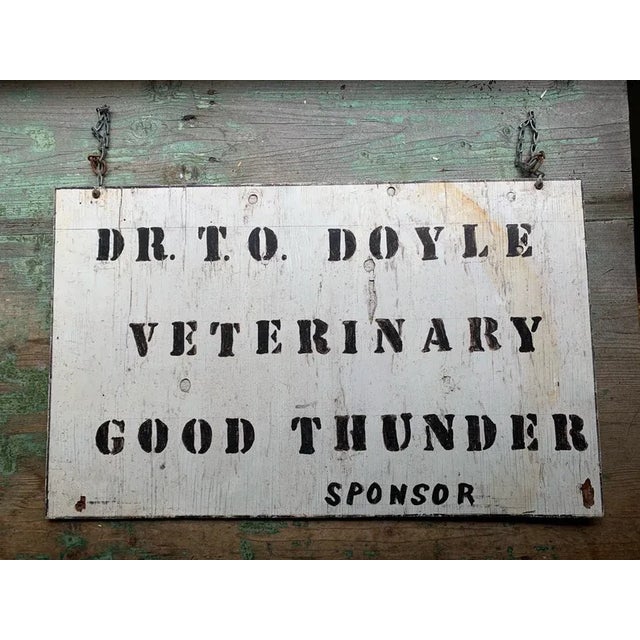 DR. T. O. DOYLE
VETERINARY
GOOD THUNDER
SPONSOR